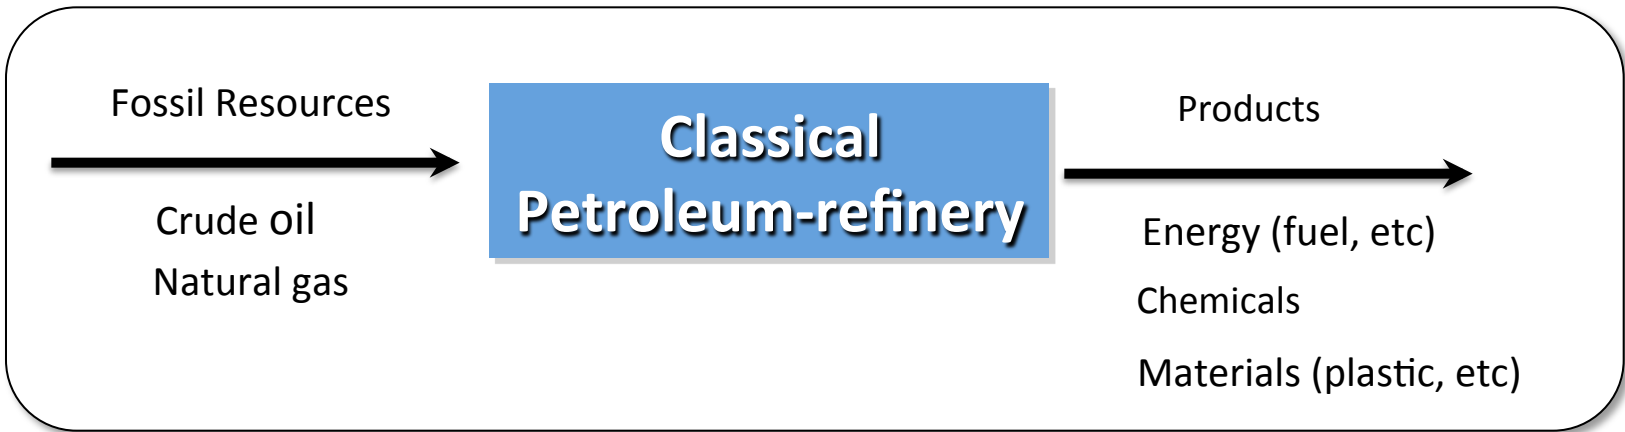 Fossil Resources
Crude oil
Natural gas
Classical
Petroleum-refinery
Products
Energy (fuel, etc)
Chemicals
Materials (plastic, etc)